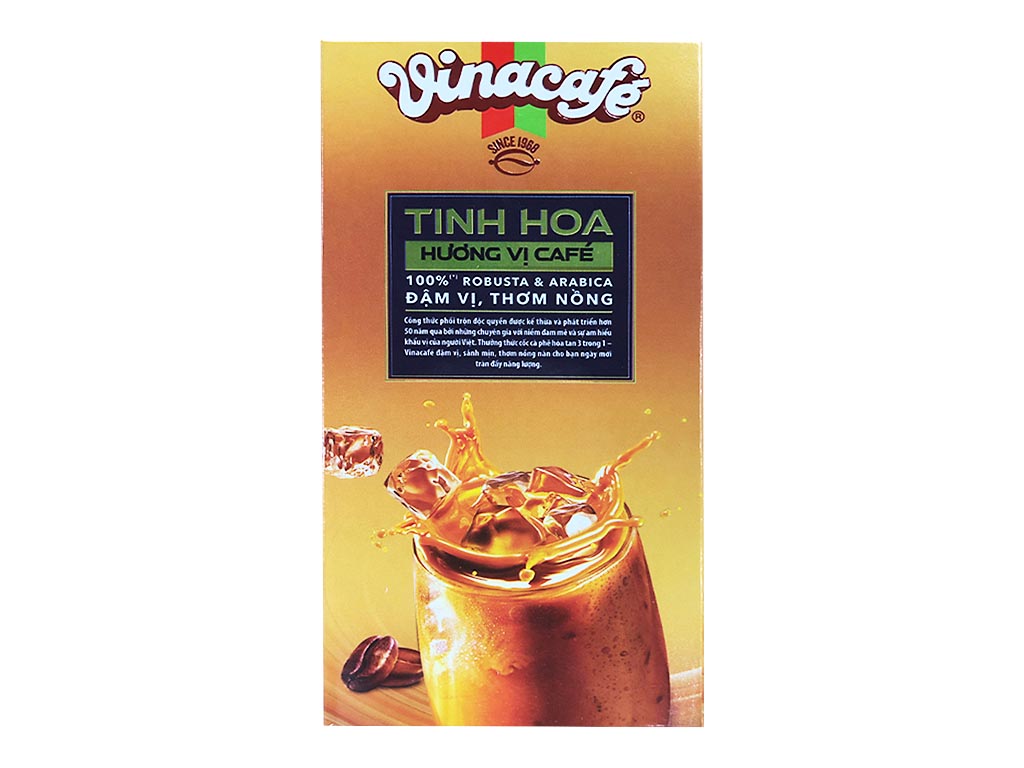 Vinacafé®
SINCE 1968
TINH HOA
HƯƠNG VỊ CAFÉ
100%(*) ROBUSTA & ARABICA
ĐẬM VỊ, THƠM NỒNG
Công thức phối trộn độc quyền được kế thừa và phát triển hơn
50 năm qua bởi những chuyên gia với niềm đam mê và sự am hiểu
khẩu vị của người Việt. Thưởng thức cốc cà phê hòa tan 3 trong 1 –
Vinacafé đậm vị, sánh mịn, thơm nồng nàn cho bạn ngày mới
tràn đầy năng lượng.